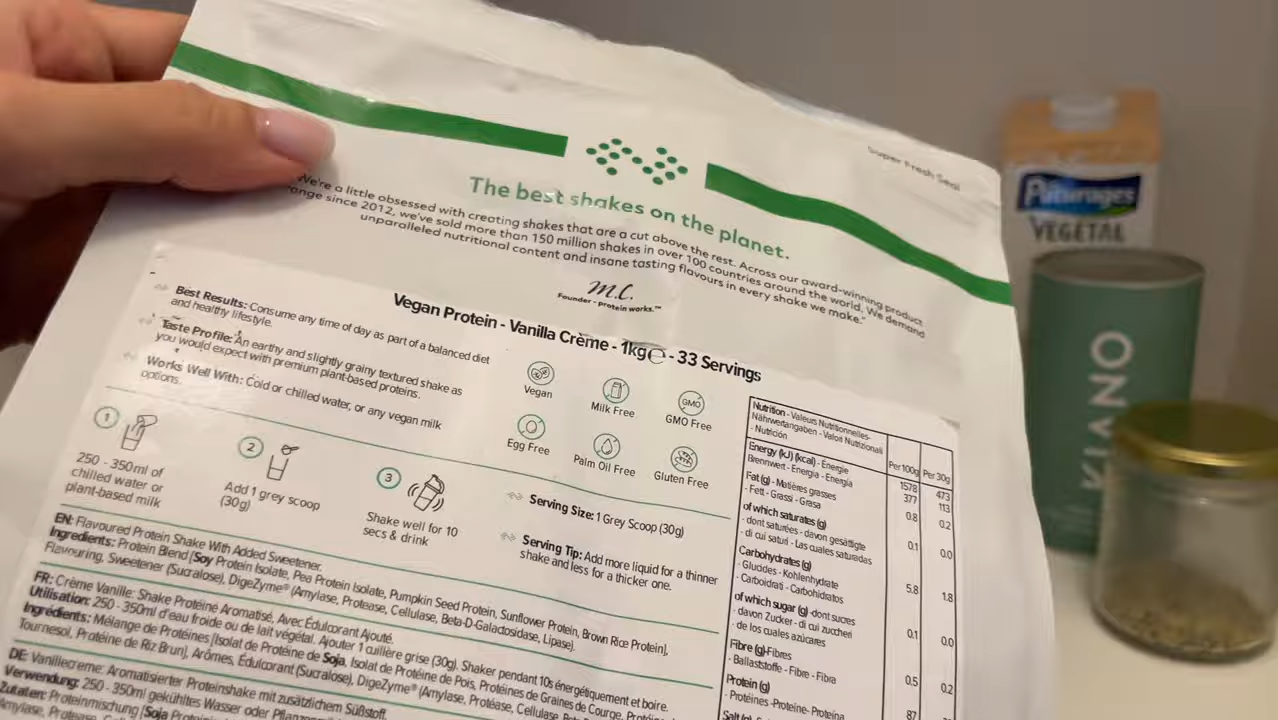 Super Fresh Seal
The best shakes on the planet.
We're a little obsessed with creating shakes that are a cut above the rest. Across our award-winning product
range since 2012, we've sold more than 150 million shakes in over 100 countries around the world. We demand
unparalleled nutritional content and insane tasting flavours in every shake we make."
M.C.
Founder - protein works.™
Vegan Protein - Vanilla Crème - 1kg℮ - 33 Servings
Best Results: Consume any time of day as part of a balanced diet
and healthy lifestyle.
Taste Profile: An earthy and slightly grainy textured shake as
you would expect with premium plant-based proteins.
Works Well With: Cold or chilled water, or any vegan milk
options.
Vegan
Milk Free
GMO
GMO Free
Egg Free
Palm Oil Free
Gluten Free
1
250 - 350ml of
chilled water or
plant-based milk
2
Add 1 grey scoop
(30g)
3
Shake well for 10
secs & drink
Serving Size: 1 Grey Scoop (30g)
Serving Tip: Add more liquid for a thinner
shake and less for a thicker one.
EN: Flavoured Protein Shake With Added Sweetener.
Ingredients: Protein Blend [Soy Protein Isolate, Pea Protein Isolate, Pumpkin Seed Protein, Sunflower Protein, Brown Rice Protein],
Flavouring, Sweetener (Sucralose), DigeZyme® (Amylase, Protease, Cellulase, Beta-D-Galactosidase, Lipase).
FR: Crème Vanille: Shake Protéiné Aromatisé, Avec Édulcorant Ajouté.
Utilisation: 250 - 350ml d'eau froide ou de lait végétal. Ajouter 1 cuillère grise (30g). Shaker pendant 10s énergétiquement et boire.
Ingrédients: Mélange de Protéines [Isolat de Protéine de Soja, Isolat de Protéine de Pois, Protéines de Graines de Courge,
Tournesol, Protéine de Riz Brun], Arômes, Édulcorant (Sucralose), DigeZyme® (Amylase, Protéase, Cellulase
DE: Vanillecreme: Aromatisierter Proteinshake mit zusätzlichem Süßstoff.
Verwendung: 250 - 350ml gekühltes Wasser oder
Zutaten: Proteinmischung [Soja
Amylase, Protease,
Nutrition - Valeurs Nutritionnelles-
Nährwertangaben - Valori Nutrizionali
- Nutrición
Per 100g Per 30g
Energy (kJ) (kcal) - Énergie
Brennwert - Energia - Energía
1578 473
377 113
Fat (g) - Matières grasses
- Fett - Grassi - Grasa
0.8 0.2
of which saturates (g)
- dont saturées - davon gesättigte
- di cui saturi - Las cuales saturadas
0.1 0.0
Carbohydrates (g)
- Glucides - Kohlenhydrate
- Carboidrati - Carbohidratos
5.8 1.8
of which sugar (g) -dont sucres
- davon Zucker - di cui zuccheri
- de los cuales azúcares
0.1 0.0
Fibre (g)-Fibres
- Ballaststoffe - Fibre - Fibra
0.5 0.2
Protein (g)
- Protéines -Proteine- Proteína
87
Salt (g)
Pâturages
VÉGÉTAL
KIANO